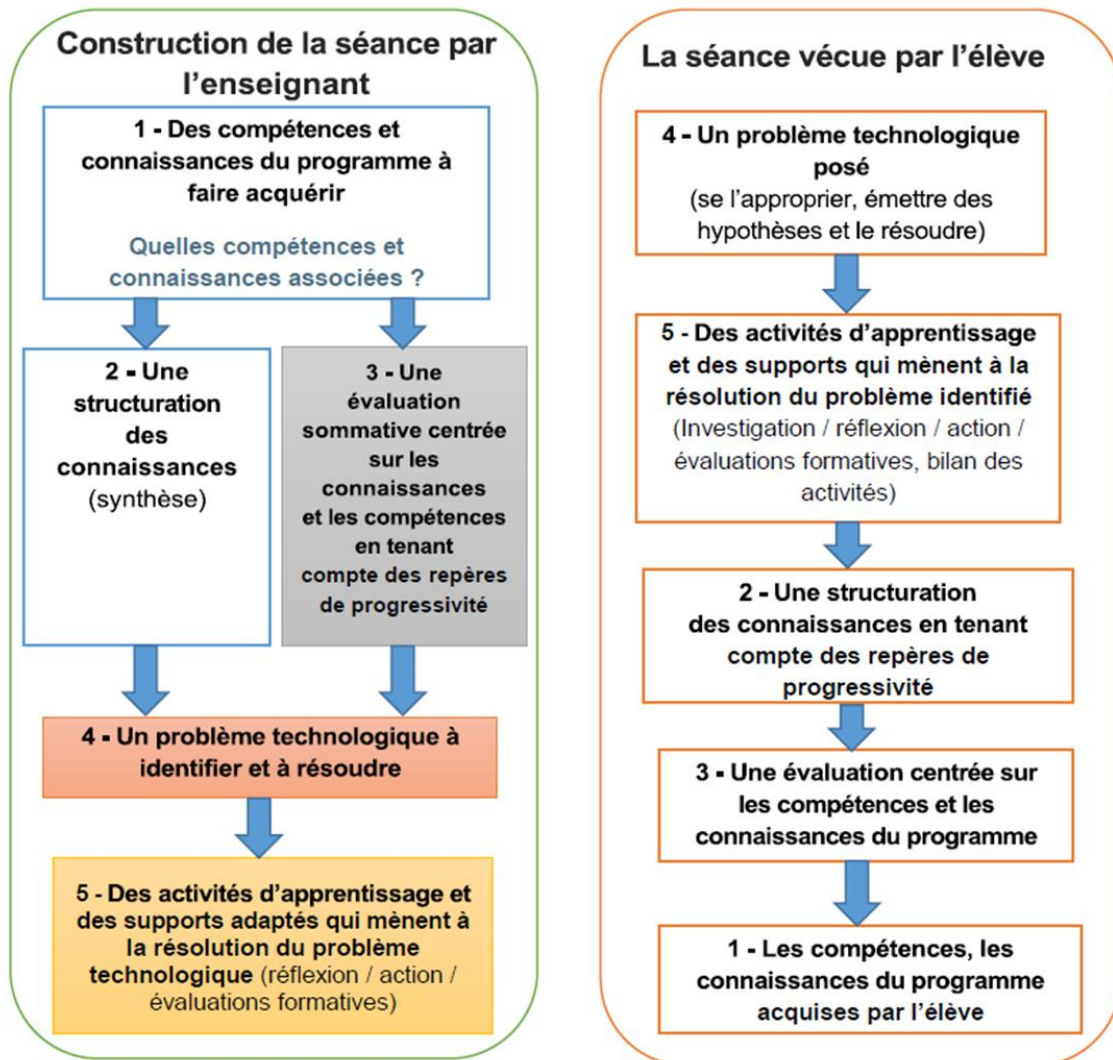 Construction de la séance par
l’enseignant
1 - Des compétences et
connaissances du programme à
faire acquérir
Quelles compétences et
connaissances associées ?
2 - Une
structuration
des
connaissances
(synthèse)
3 - Une
évaluation
sommative centrée
sur les
connaissances
et les compétences
en tenant
compte des repères
de progressivité
4 - Un problème technologique à
identifier et à résoudre
5 - Des activités d’apprentissage et
des supports adaptés qui mènent à
la résolution du problème
technologique (réflexion / action /
évaluations formatives)
La séance vécue par l’élève
4 - Un problème technologique
posé
(se l’approprier, émettre des
hypothèses et le résoudre)
5 - Des activités d’apprentissage
et des supports qui mènent à la
résolution du problème identifié
(Investigation / réflexion / action /
évaluations formatives, bilan des
activités)
2 - Une structuration
des connaissances en tenant
compte des repères de
progressivité
3 - Une évaluation centrée sur
les compétences et les
connaissances du programme
1 - Les compétences, les
connaissances du programme
acquises par l’élève